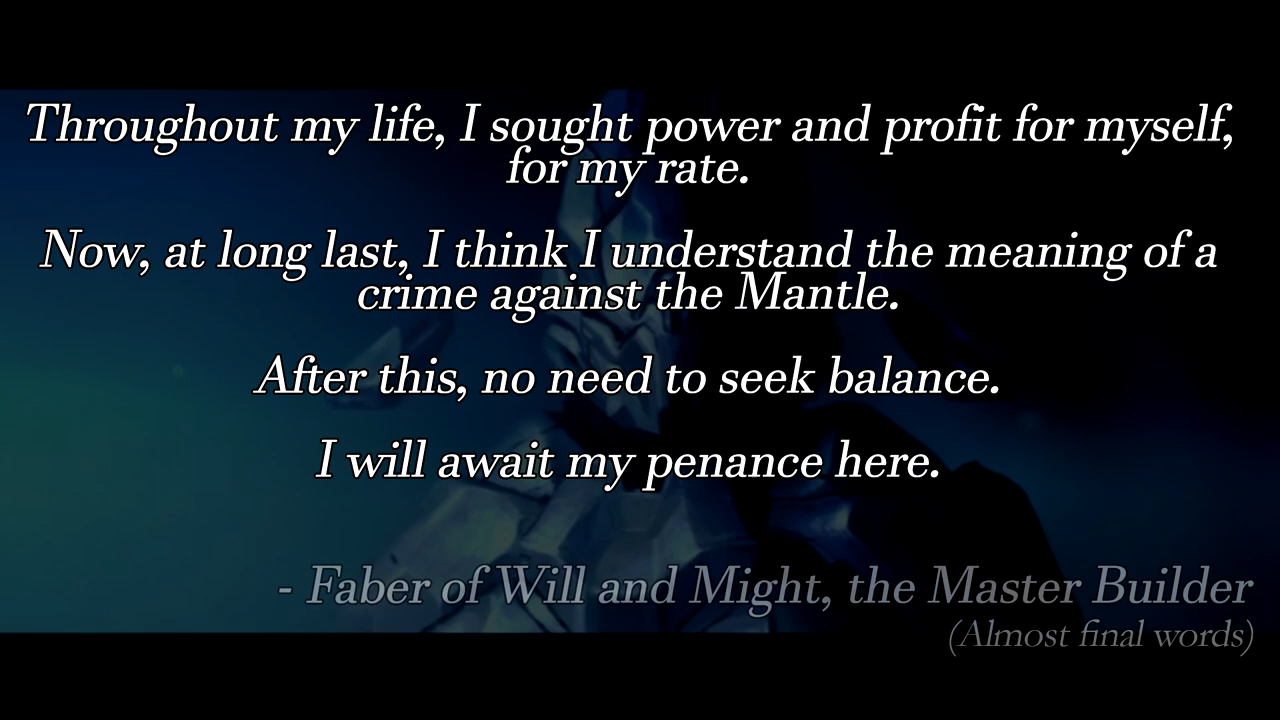 Throughout my life, I sought power and profit for myself,
for my rate.
Now, at long last, I think I understand the meaning of a
crime against the Mantle.
After this, no need to seek balance.
I will await my penance here.
- Faber of Will and Might, the Master Builder
(Almost final words)